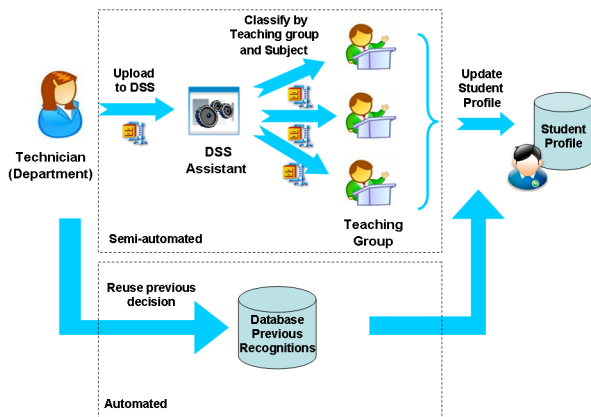 Classify by
Teaching group
and Subject
Upload
to DSS
Update
Student
Profile
Technician
(Department)
DSS
Assistant
Student
Profile
Teaching
Group
Semi-automated
Reuse previous
decision
Database
Previous
Recognitions
Automated